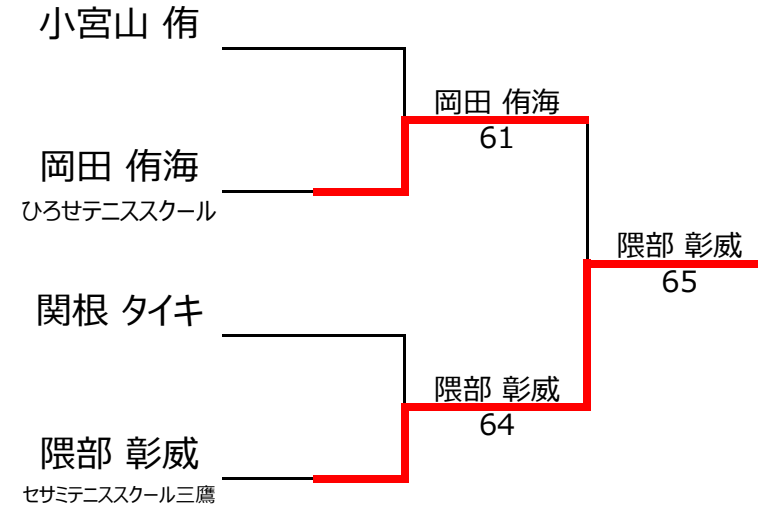 小宮山 侑
岡田 侑海
61
岡田 侑海
ひろせテニススクール
隈部 彰威
65
関根 タイキ
隈部 彰威
64
隈部 彰威
セサミテニススクール三鷹